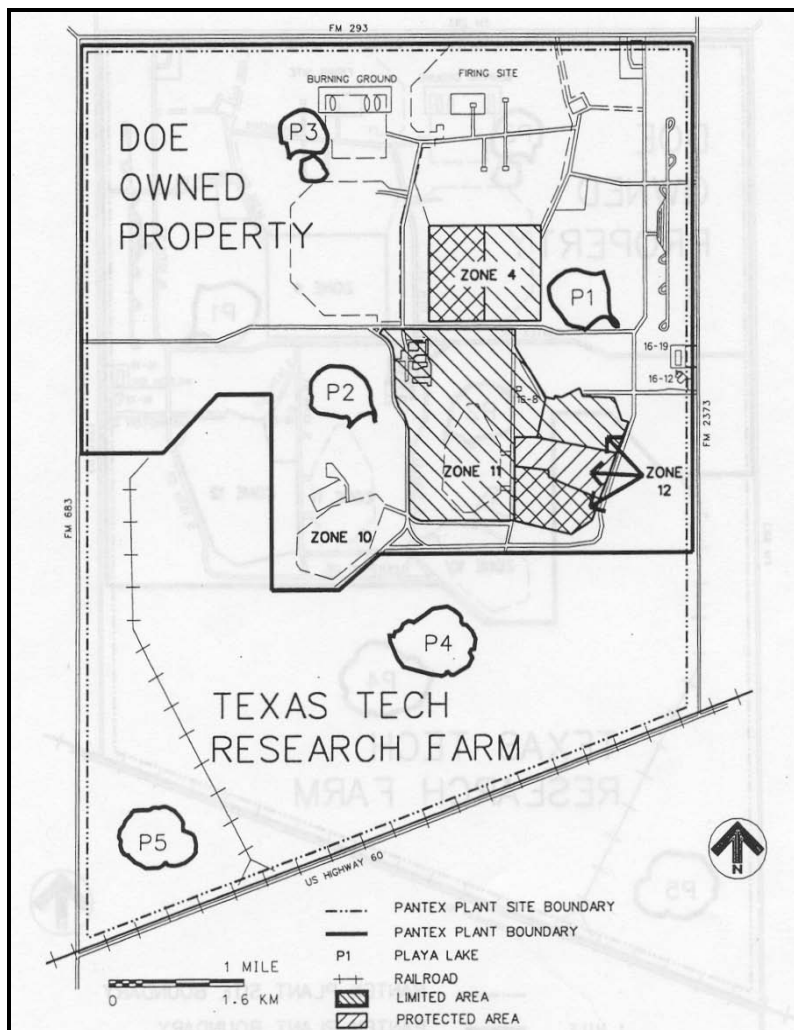 FM 293
BURNING GROUND
FIRING SITE
P3
DOE
OWNED
PROPERTY
ZONE 4
P1
16-19
16-12
P2
16-8
FM 2373
ZONE 11
ZONE
12
FM 683
ZONE 10
P4
TEXAS TECH
RESEARCH FARM
P5
US HIGHWAY 60
N
PANTEX PLANT SITE BOUNDARY
PANTEX PLANT BOUNDARY
P1 PLAYA LAKE
1 MILE
RAILROAD
0 1.6 KM
LIMITED AREA
PROTECTED AREA